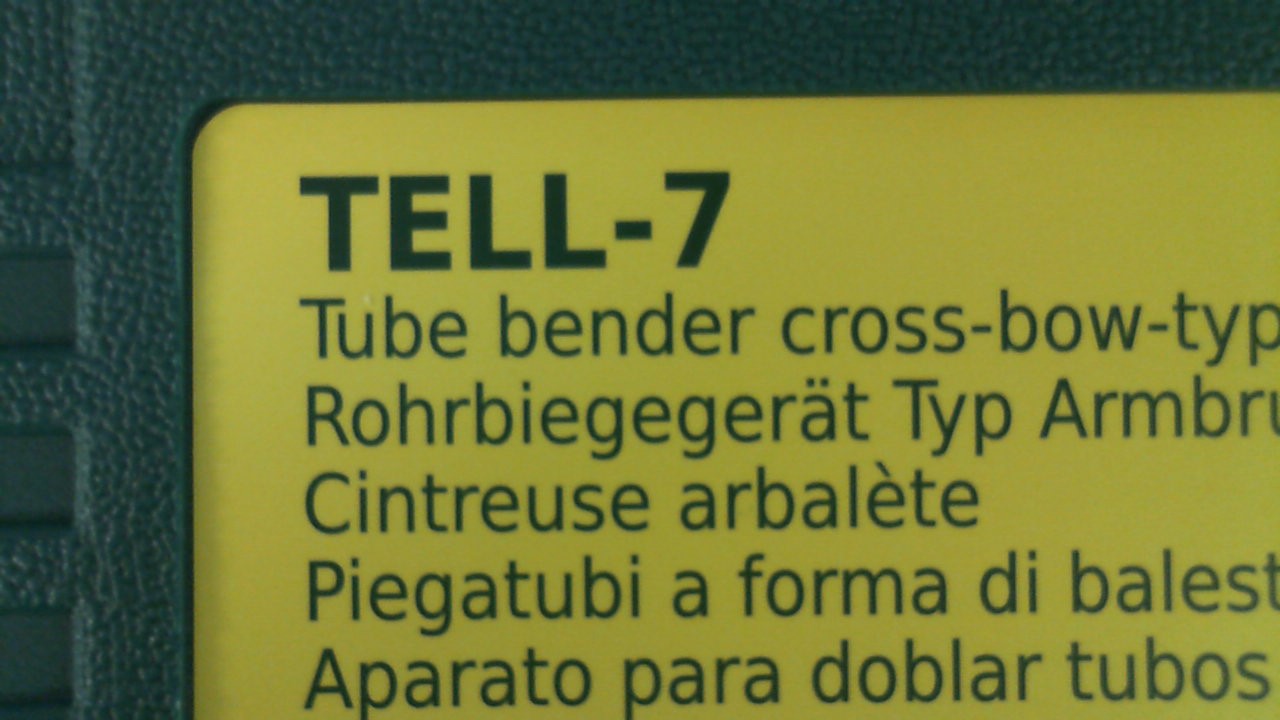 TELL-7
Tube bender cross-bow-typ
Rohrbiegegerät Typ Armbru
Cintreuse arbalète
Piegatubi a forma di balest
Aparato para doblar tubos